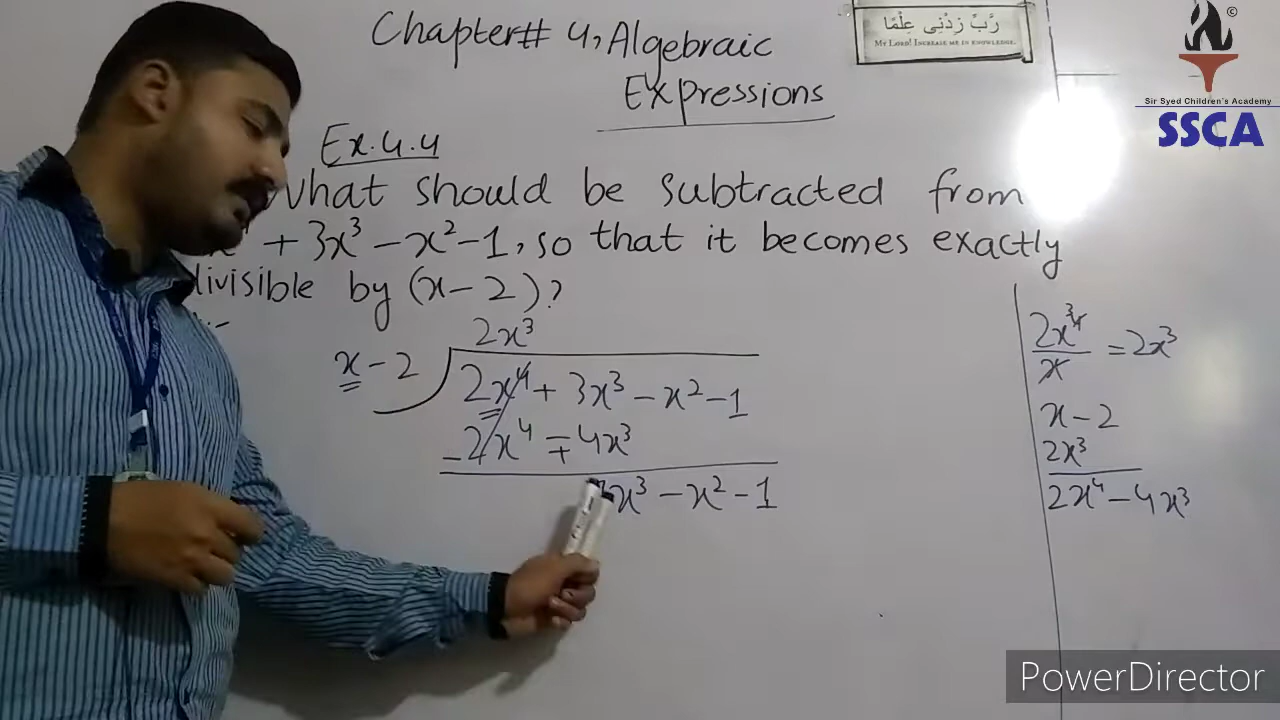 Chapter# 4, Algebraic
Expressions
رَّبِّ زِدْنِی عِلْمًا
My Lord! Increase me in knowledge.
©
Sir Syed Children's Academy
SSCA
Ex.4.4
What should be subtracted from
+ 3x³ - x² - 1, so that it becomes exactly
divisible by (x - 2)?
2x³
x - 2 ) 2x⁴ + 3x³ - x² - 1
- 2x⁴ ∓ 4x³
x³ - x² - 1
2x⁴/x = 2x³
x - 2
2x³
2x⁴ - 4x³
PowerDirector